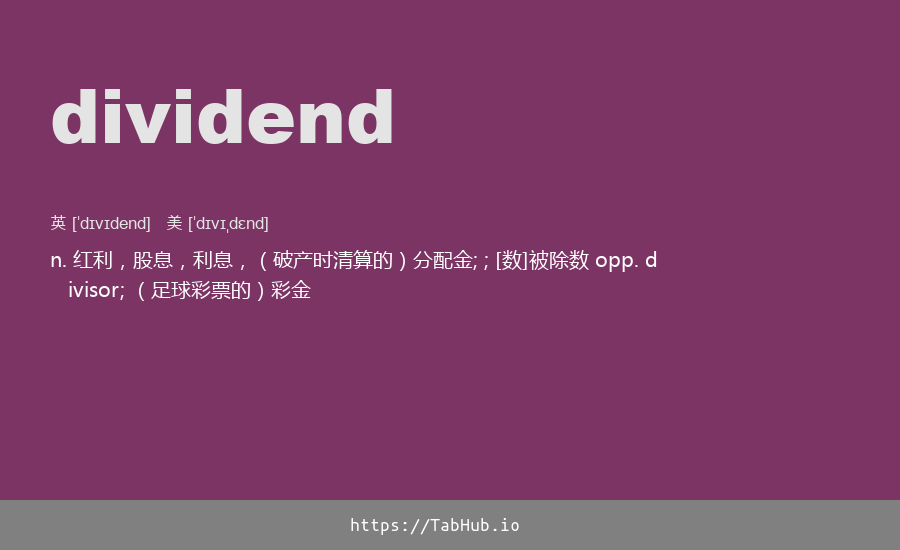 dividend
英 [ˈdɪvɪdend]   美 [ˈdɪvɪˌdɛnd]
n. 红利，股息，利息，（破产时清算的）分配金; ; [数]被除数 opp. d
ivisor; （足球彩票的）彩金
https://TabHub.io